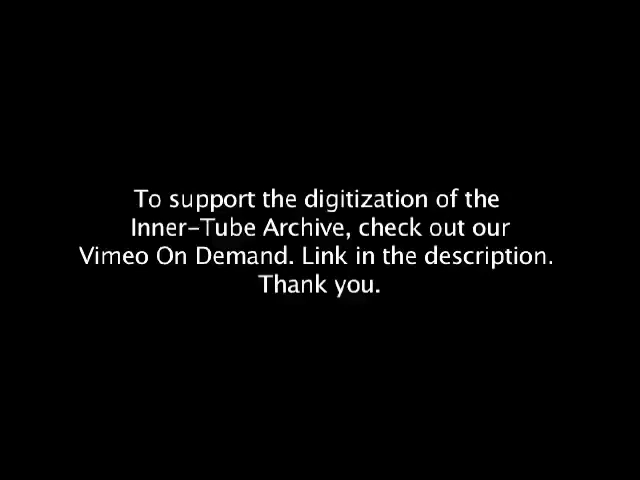 To support the digitization of the
Inner-Tube Archive, check out our
Vimeo On Demand. Link in the description.
Thank you.